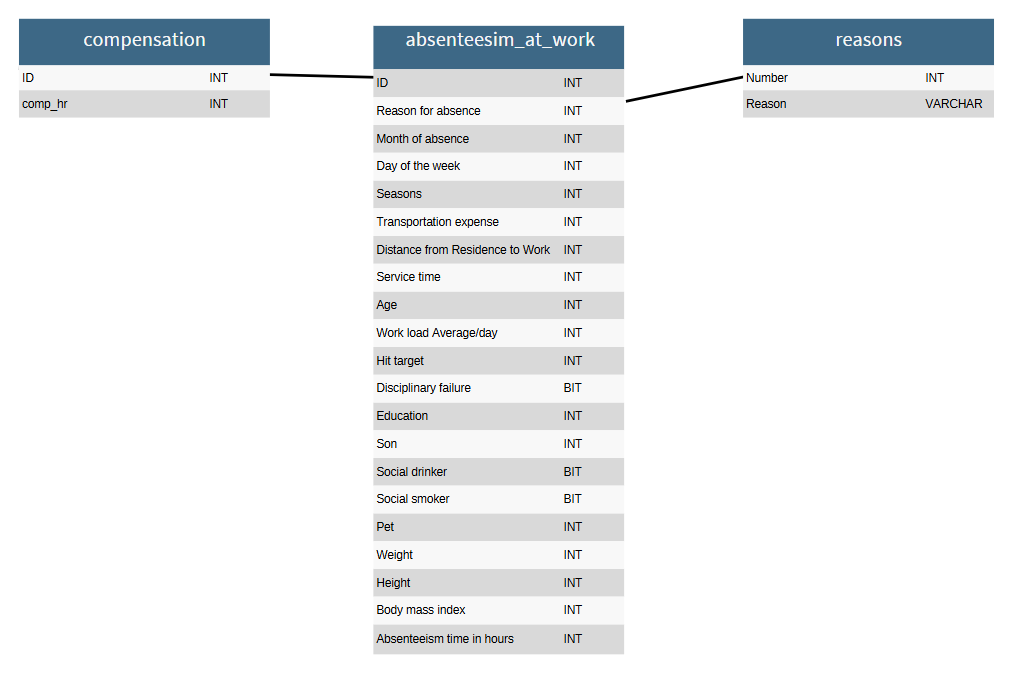 compensation
ID INT
comp_hr INT
absenteesim_at_work
ID INT
Reason for absence INT
Month of absence INT
Day of the week INT
Seasons INT
Transportation expense INT
Distance from Residence to Work INT
Service time INT
Age INT
Work load Average/day INT
Hit target INT
Disciplinary failure BIT
Education INT
Son INT
Social drinker BIT
Social smoker BIT
Pet INT
Weight INT
Height INT
Body mass index INT
Absenteeism time in hours INT
reasons
Number INT
Reason VARCHAR